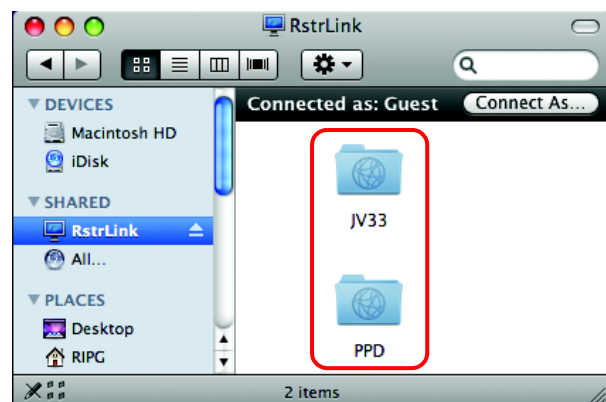 RstrLink
DEVICES
Macintosh HD
iDisk
SHARED
RstrLink
All...
PLACES
Desktop
RIPG
Connected as: Guest
Connect As...
JV33
PPD
2 items